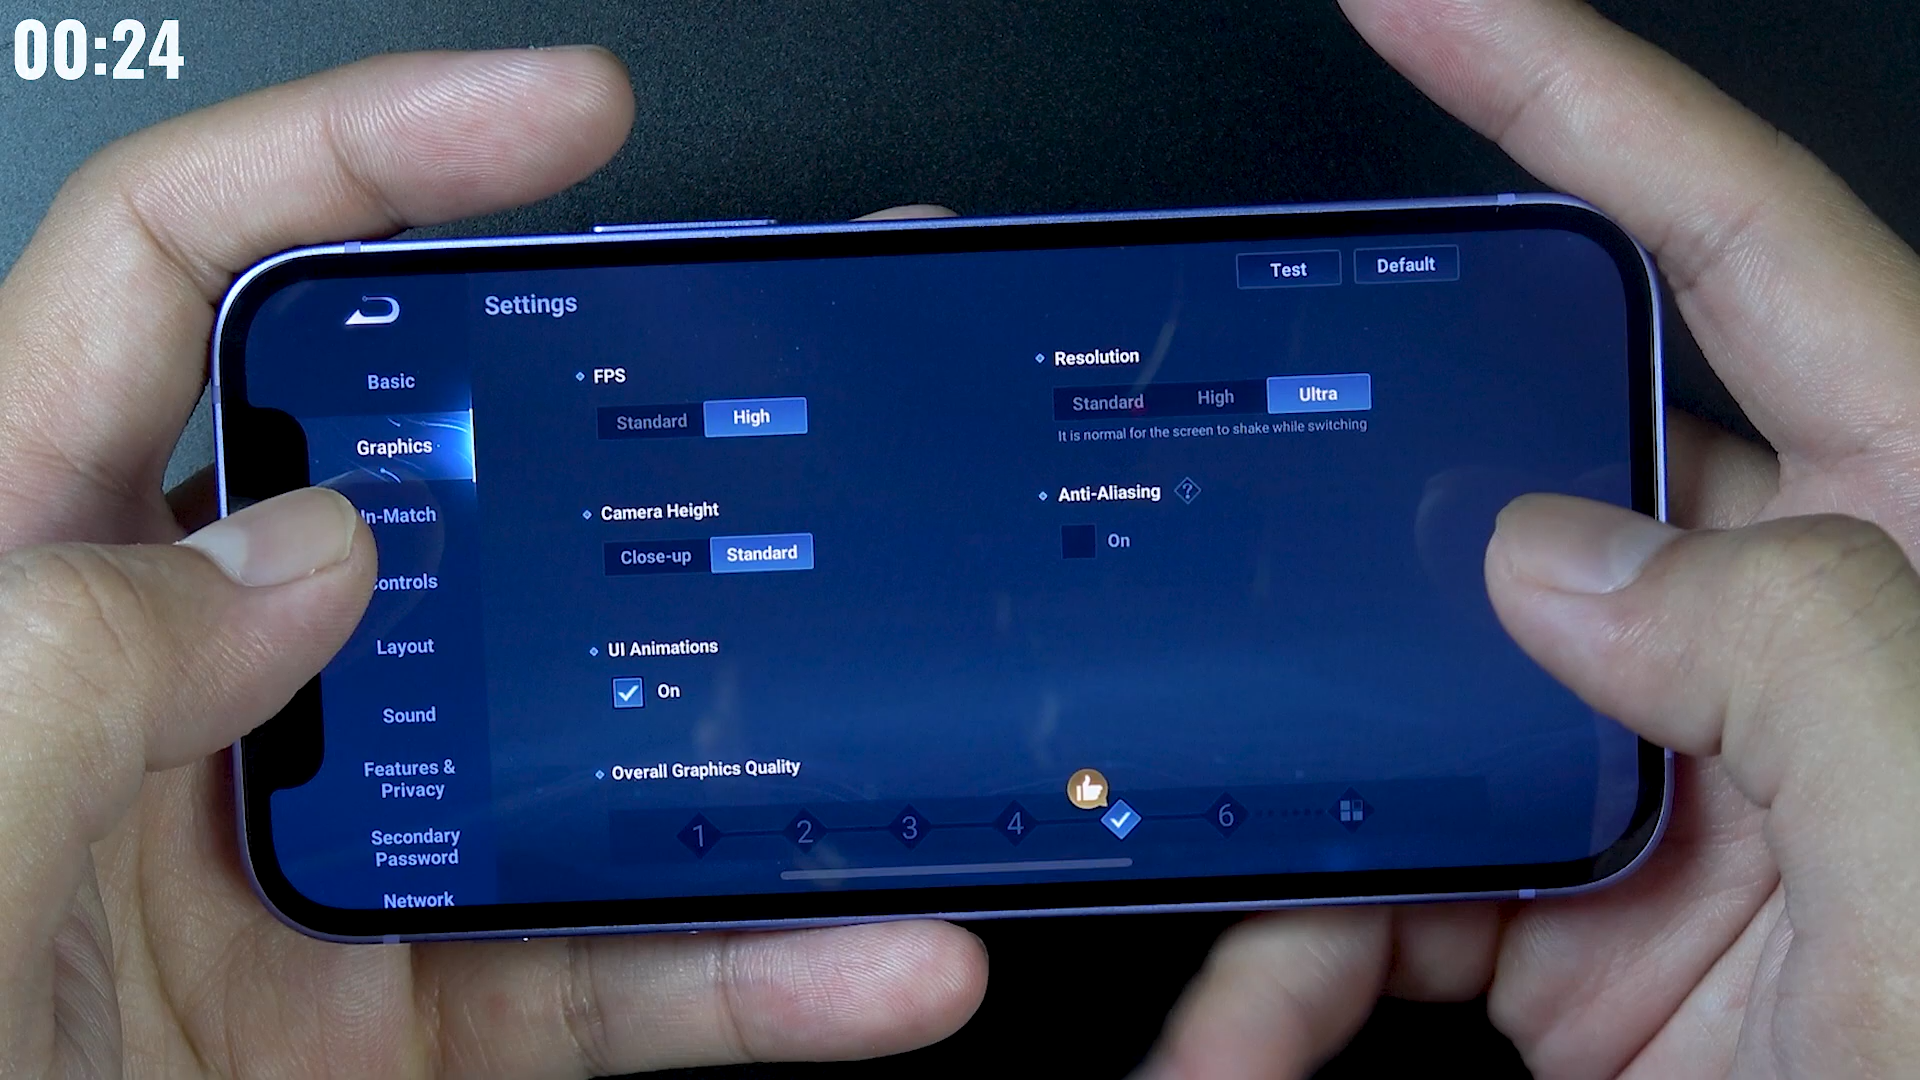 00:24
Settings
Test
Default
Basic
Graphics
In-Match
Controls
Layout
Sound
Features &
Privacy
Secondary
Password
Network
FPS
Standard
High
Camera Height
Close-up
Standard
UI Animations
On
Resolution
Standard
High
Ultra
It is normal for the screen to shake while switching
Anti-Aliasing
?
On
Overall Graphics Quality
1
2
3
4
6